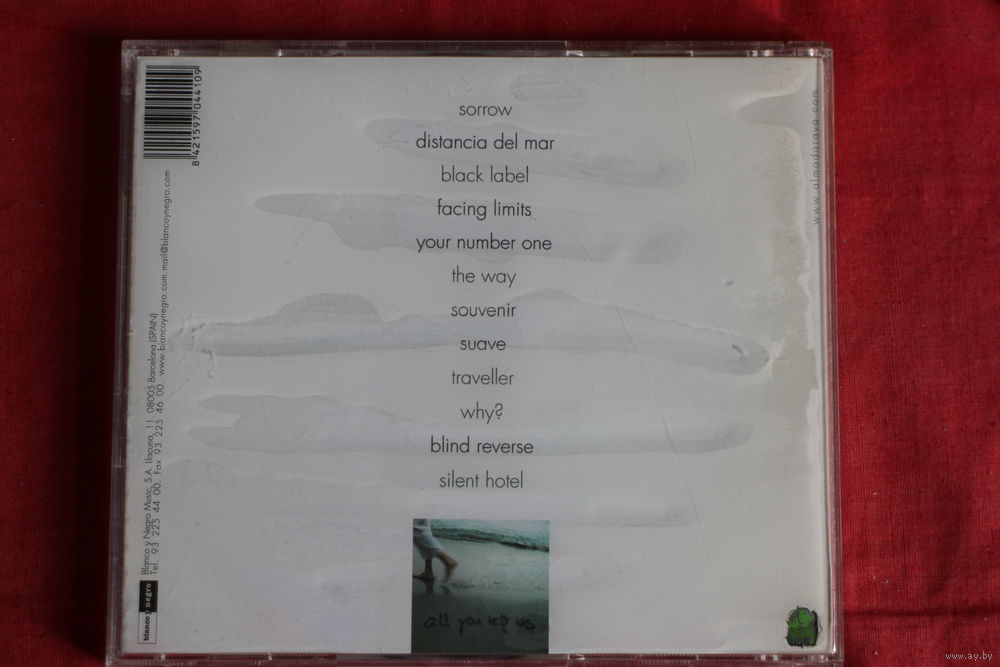 sorrow
distancia del mar
black label
facing limits
your number one
the way
souvenir
suave
traveller
why?
blind reverse
silent hotel
8 421597 044109
Blanco y Negro Music, S.A. Llacuna, 11. 08005 Barcelona (SPAIN)
Tel. 93 225 44 00. Fax 93 225 46 00. www.blancoynegro.com.mail@blancoynegro.com
blanco y negro
www.almadarava.com
all you
www.ay.by